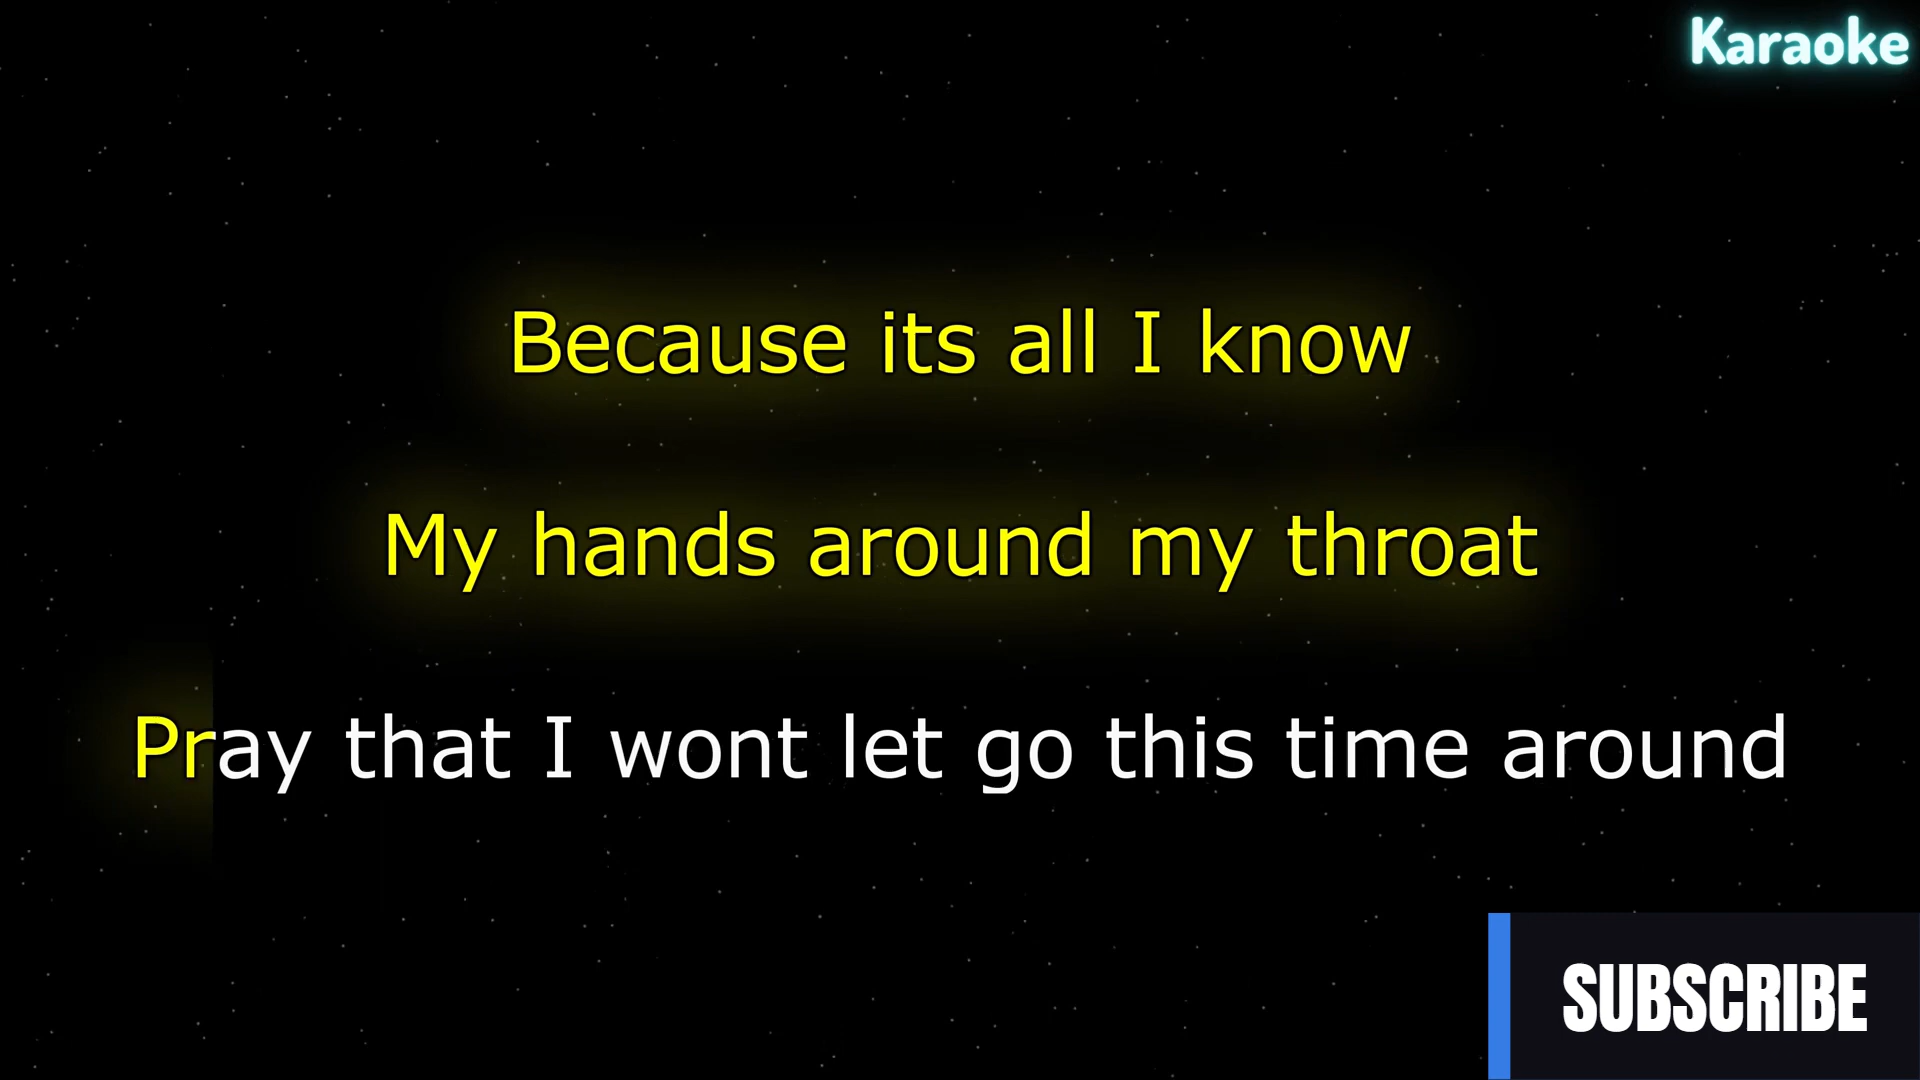 Karaoke
Because its all I know
My hands around my throat
Pray that I wont let go this time around
SUBSCRIBE